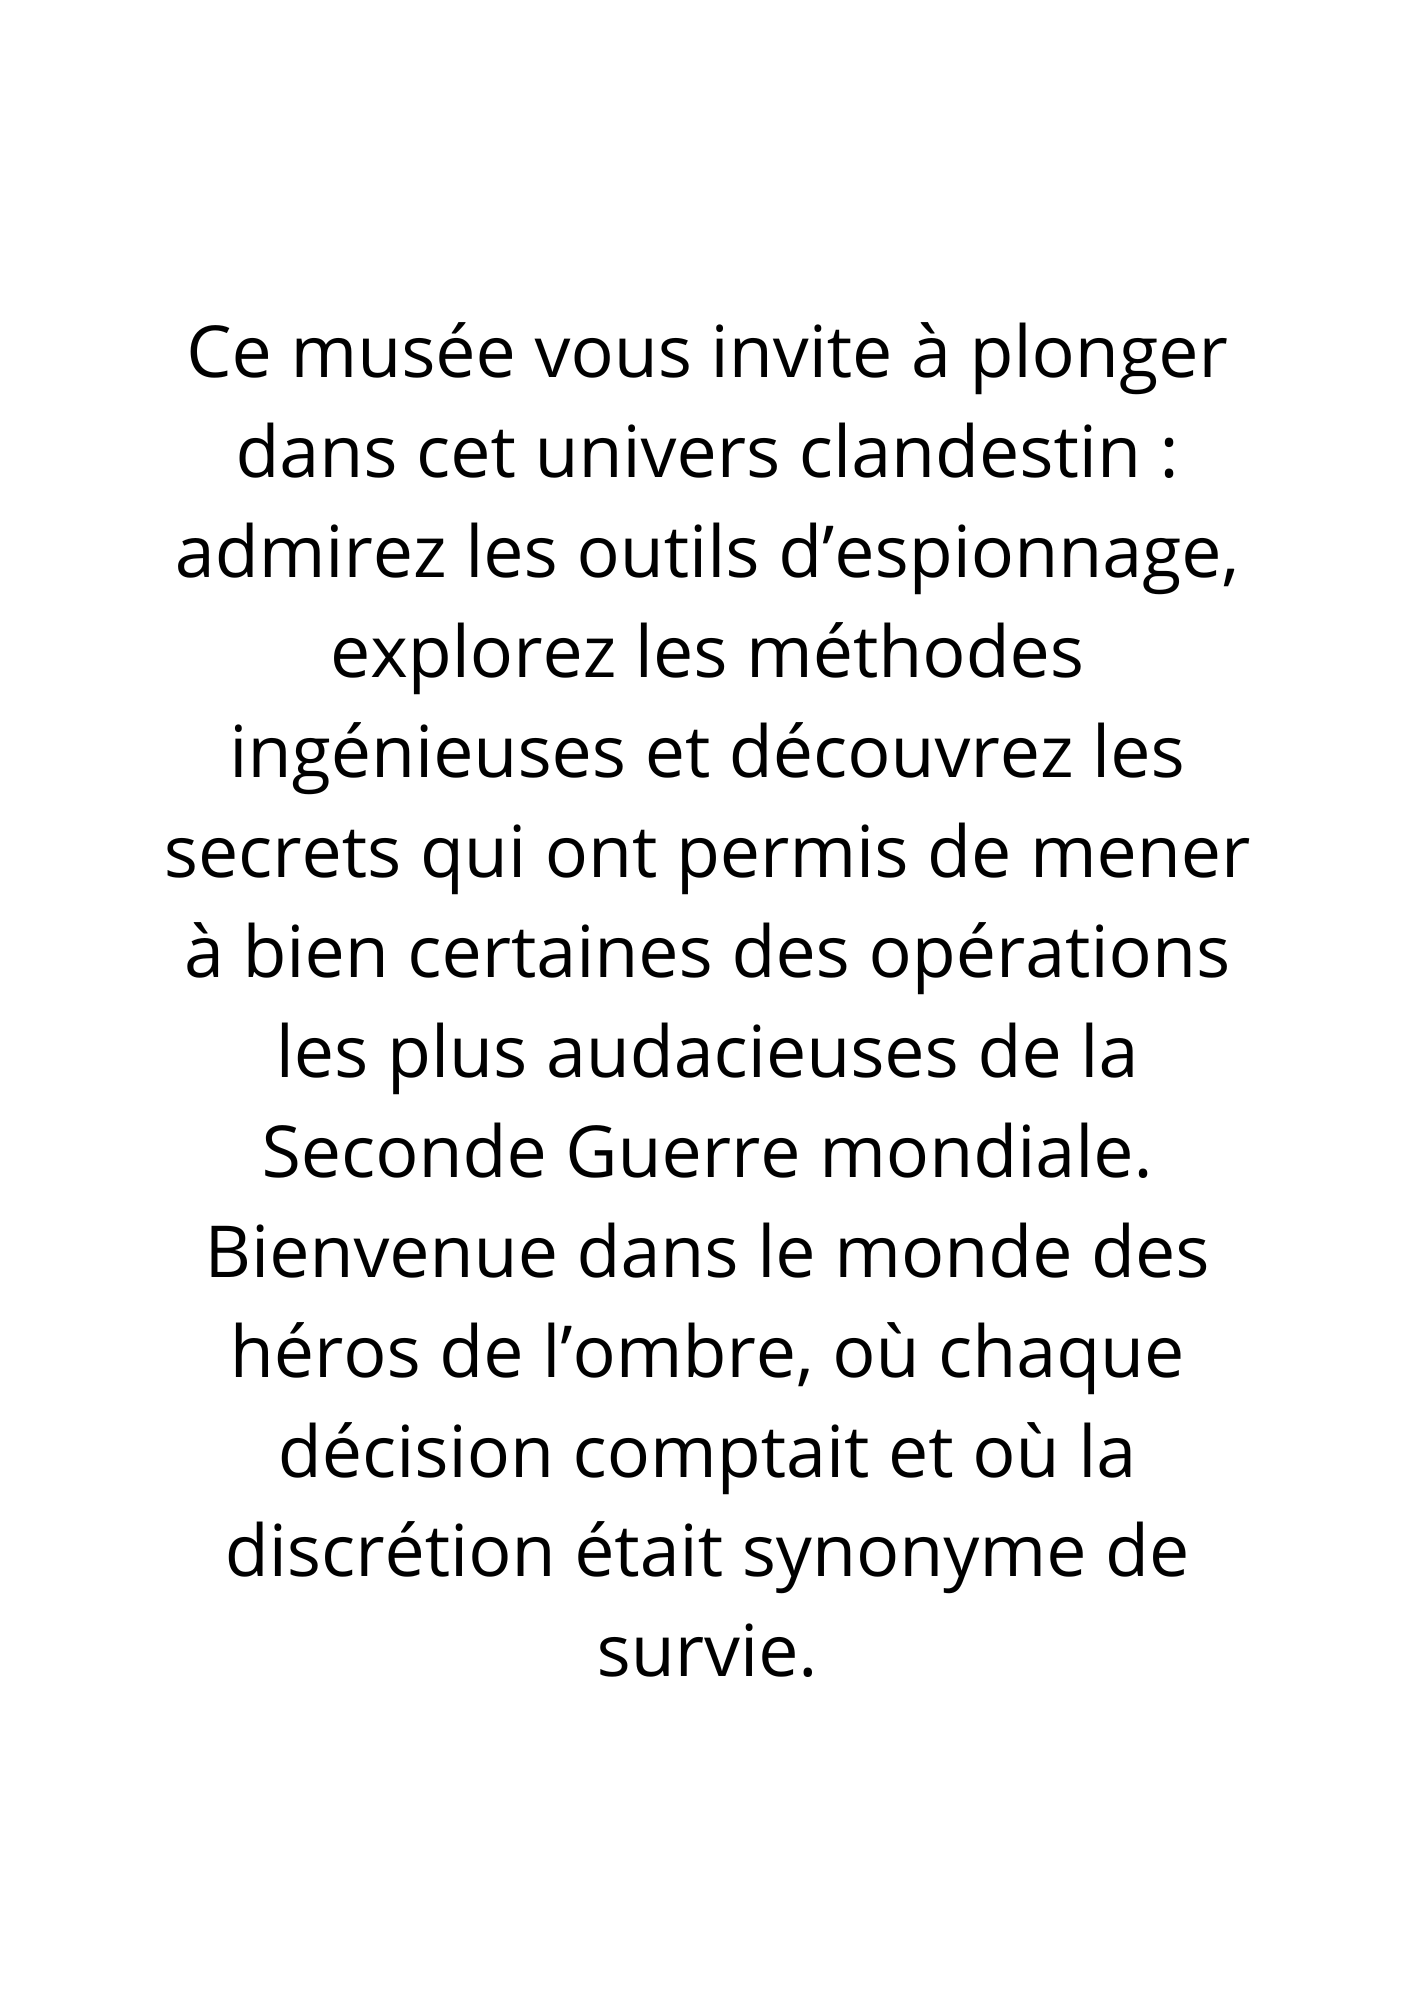 Ce musée vous invite à plonger
dans cet univers clandestin :
admirez les outils d’espionnage,
explorez les méthodes
ingénieuses et découvrez les
secrets qui ont permis de mener
à bien certaines des opérations
les plus audacieuses de la
Seconde Guerre mondiale.
Bienvenue dans le monde des
héros de l’ombre, où chaque
décision comptait et où la
discrétion était synonyme de
survie.